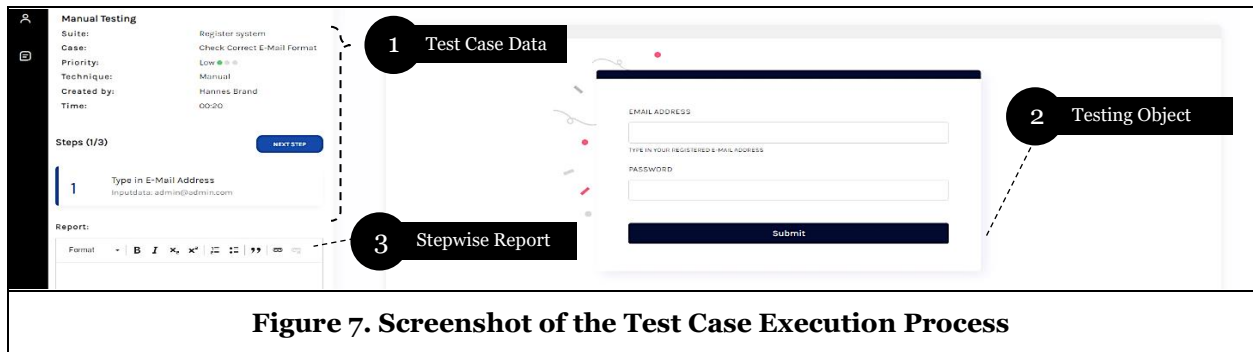 Manual Testing
Suite: Register system
Case: Check Correct E-Mail Format
Priority: Low
Technique: Manual
Created by: Hannes Brand
Time: 00:20
Steps (1/3) NEXT STEP
1 Type in E-Mail Address
Inputdata: admin@admin.com
Report:
Format B I x₂ x² ❞
1 Test Case Data
EMAIL ADDRESS
TYPE IN YOUR REGISTERED E-MAIL ADDRESS
PASSWORD
Submit
2 Testing Object
3 Stepwise Report
Figure 7. Screenshot of the Test Case Execution Process